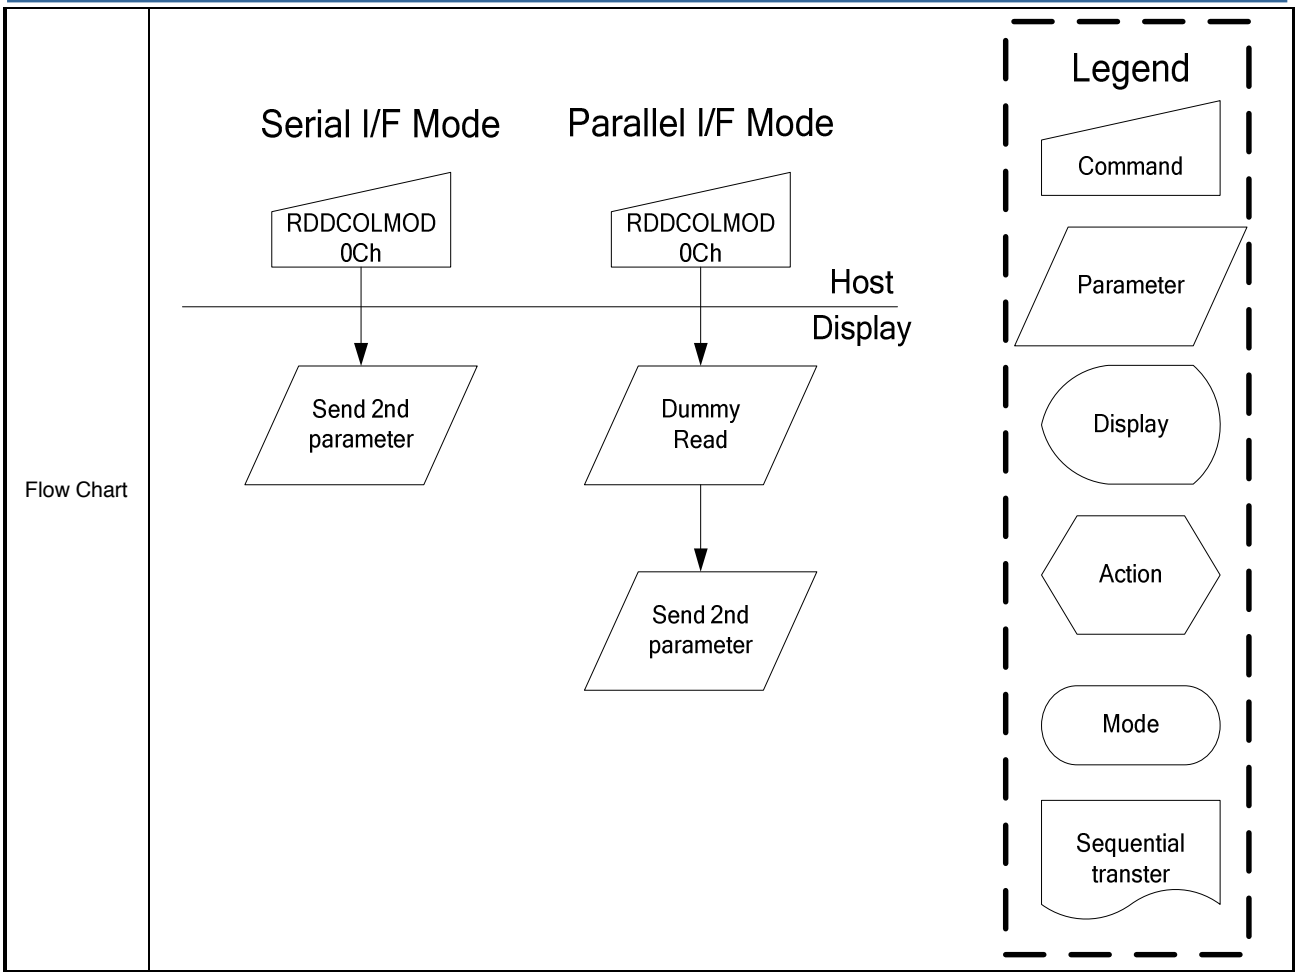 Flow Chart
Serial I/F Mode
RDDCOLMOD
0Ch
Send 2nd
parameter
Parallel I/F Mode
RDDCOLMOD
0Ch
Host
Display
Dummy
Read
Send 2nd
parameter
Legend
Command
Parameter
Display
Action
Mode
Sequential
transter